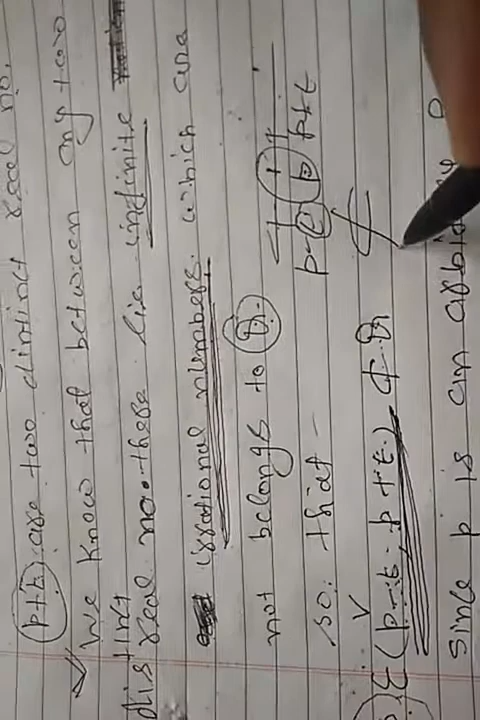 p+ε are two distinct real no.
We know that between any two
distinct
real no. there lie infinite
irrational numbers. which are
not belongs to Q.
p-ε p p+ε
so. that -
(p-ε, p+ε) ⊄ Q
Since p is an arbitrary